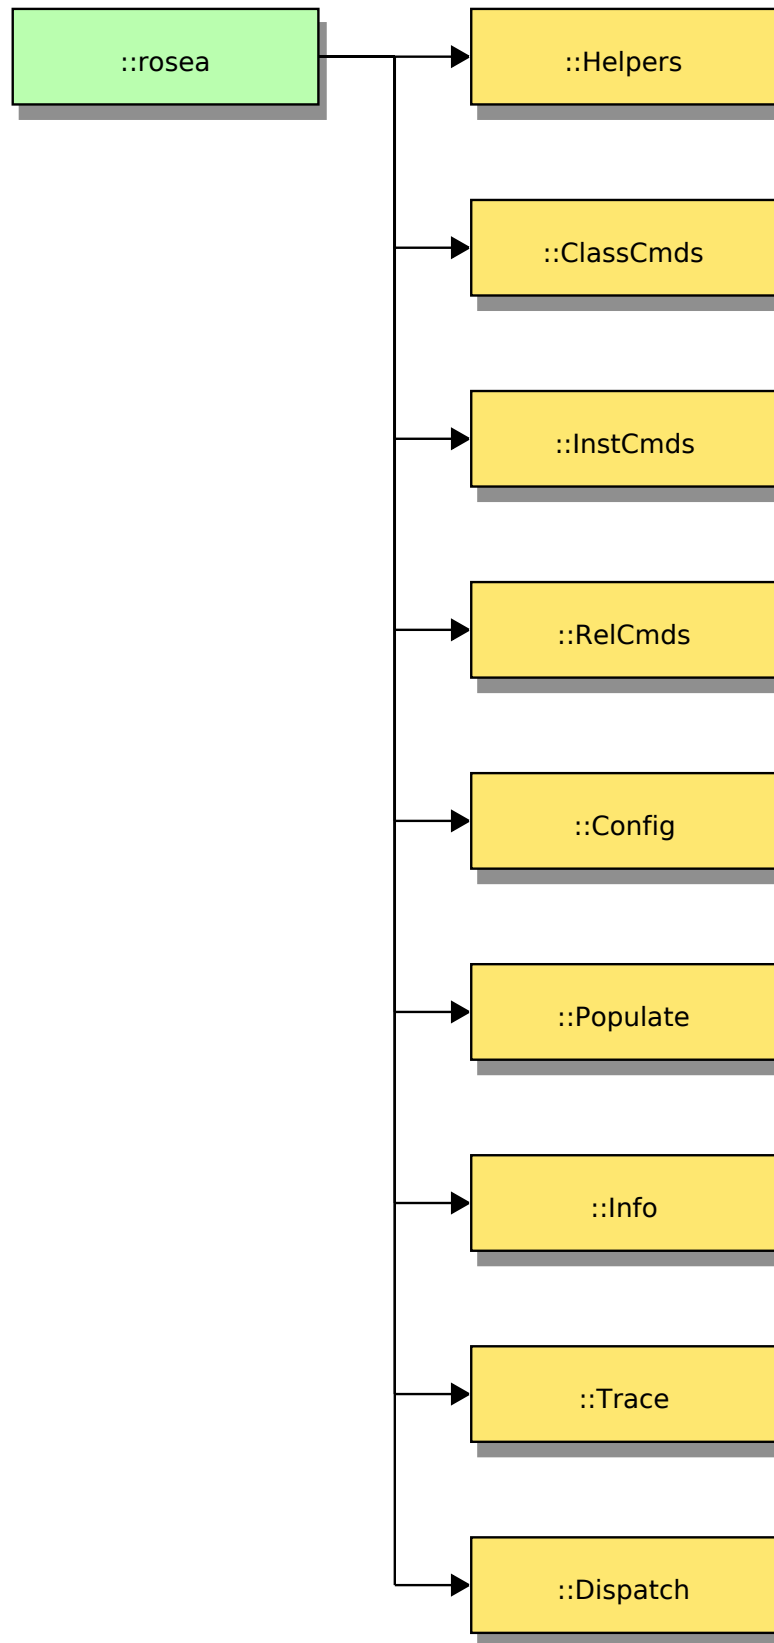 ::rosea
::Helpers
::ClassCmds
::InstCmds
::RelCmds
::Config
::Populate
::Info
::Trace
::Dispatch